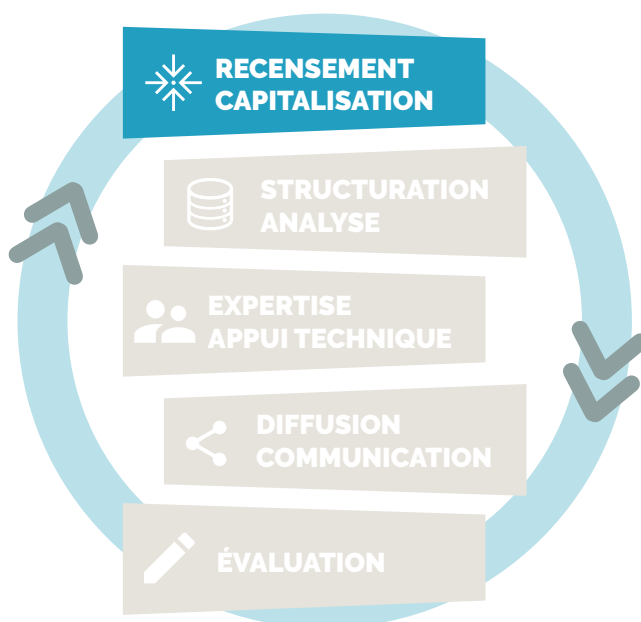 RECENSEMENT
CAPITALISATION
STRUCTURATION
ANALYSE
EXPERTISE
APPUI TECHNIQUE
DIFFUSION
COMMUNICATION
ÉVALUATION